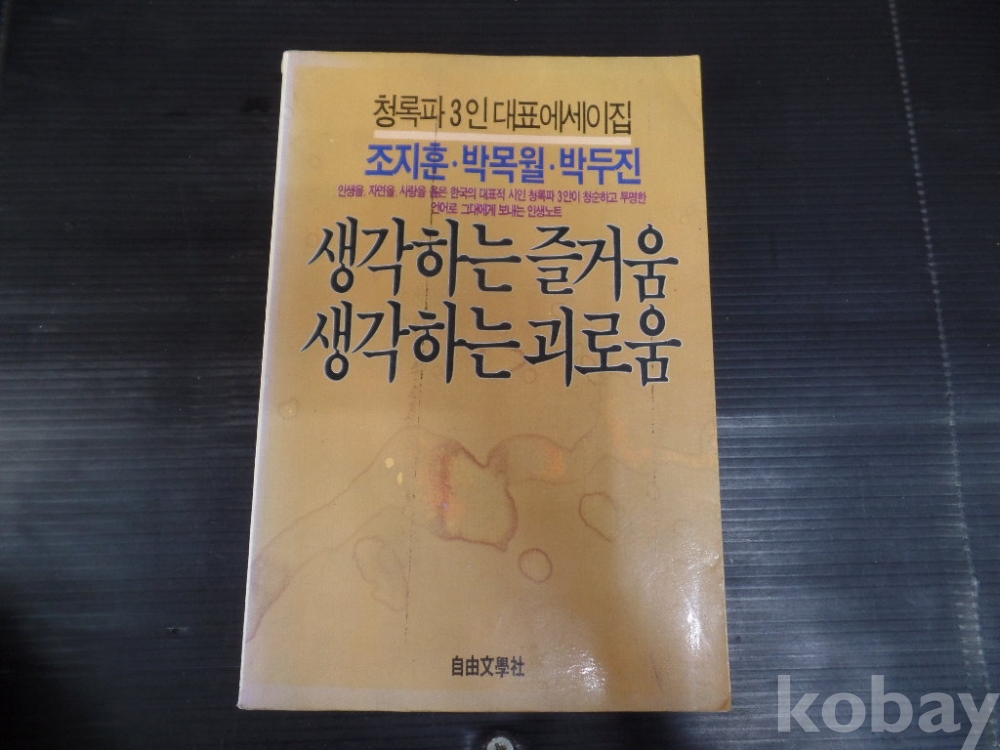 청록파 3인 대표에세이집
조지훈·박목월·박두진
인생을, 자연을, 사랑을 읊은 한국의 대표적 시인 청록파 3인이 청순하고 투명한
언어로 그대에게 보내는 인생노트
생각하는 즐거움
생각하는 괴로움
自由文學社
kobay